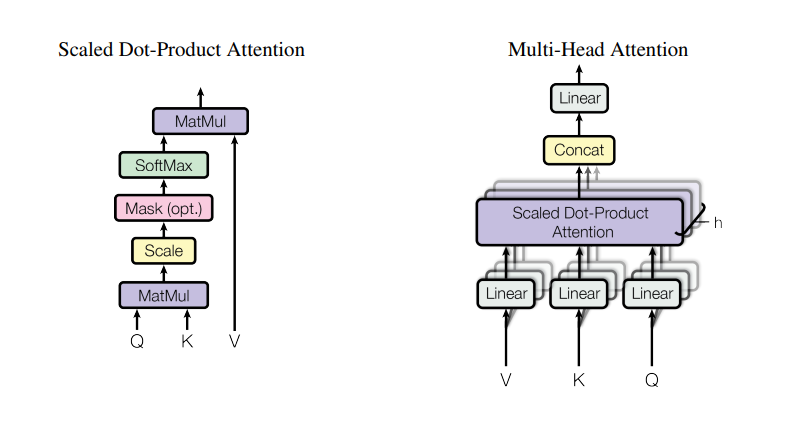 Scaled Dot-Product Attention
MatMul
SoftMax
Mask (opt.)
Scale
MatMul
Q K V
Multi-Head Attention
Linear
Concat
Scaled Dot-Product
Attention
h
Linear Linear Linear
V K Q